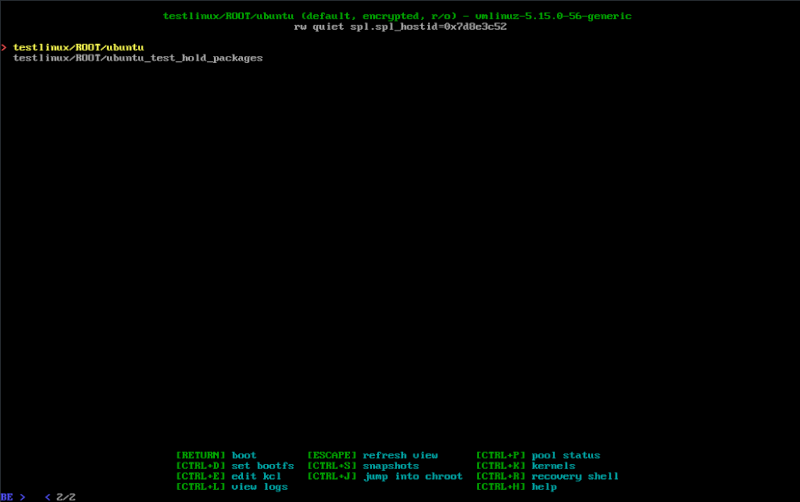 testlinux/ROOT/ubuntu (default, encrypted, r/o) - vmlinuz-5.15.0-56-generic
rw quiet spl.spl_hostid=0x7d8e3c52
> testlinux/ROOT/ubuntu
testlinux/ROOT/ubuntu_test_hold_packages
[RETURN] boot [ESCAPE] refresh view [CTRL+P] pool status
[CTRL+D] set bootfs [CTRL+S] snapshots [CTRL+K] kernels
[CTRL+E] edit kcl [CTRL+J] jump into chroot [CTRL+R] recovery shell
[CTRL+L] view logs [CTRL+H] help
BE > < 2/2